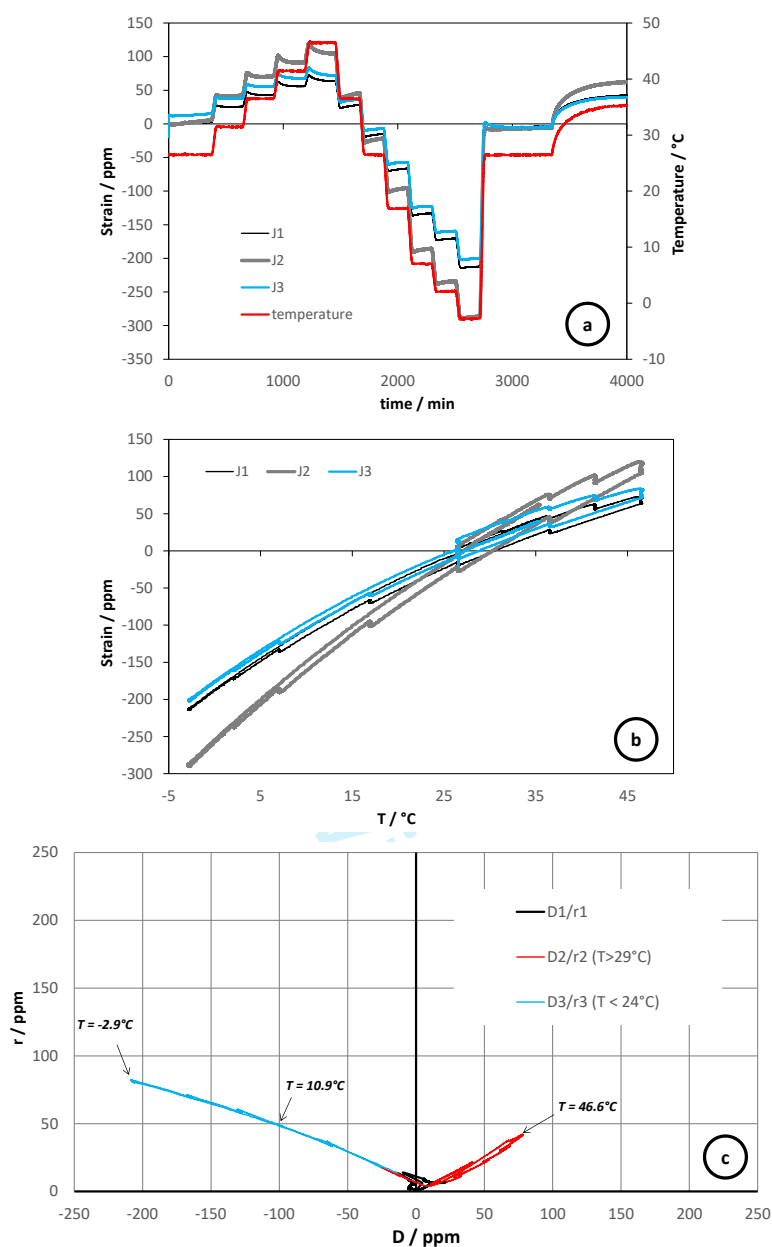 150
100
50
0
-50
-100
-150
-200
-250
-300
-350
Strain / ppm
50
40
30
20
10
0
-10
Temperature / °C
J1
J2
J3
temperature
a
0
1000
2000
3000
4000
time / min
150
100
50
0
-50
-100
-150
-200
-250
-300
Strain / ppm
J1 J2 J3
b
-5
5
15
25
35
45
T / °C
250
200
150
100
50
0
r / ppm
D1/r1
D2/r2 (T>29°C)
D3/r3 (T < 24°C)
T = -2.9°C
T = 10.9°C
T = 46.6°C
c
-250
-200
-150
-100
-50
0
50
100
150
200
250
D / ppm